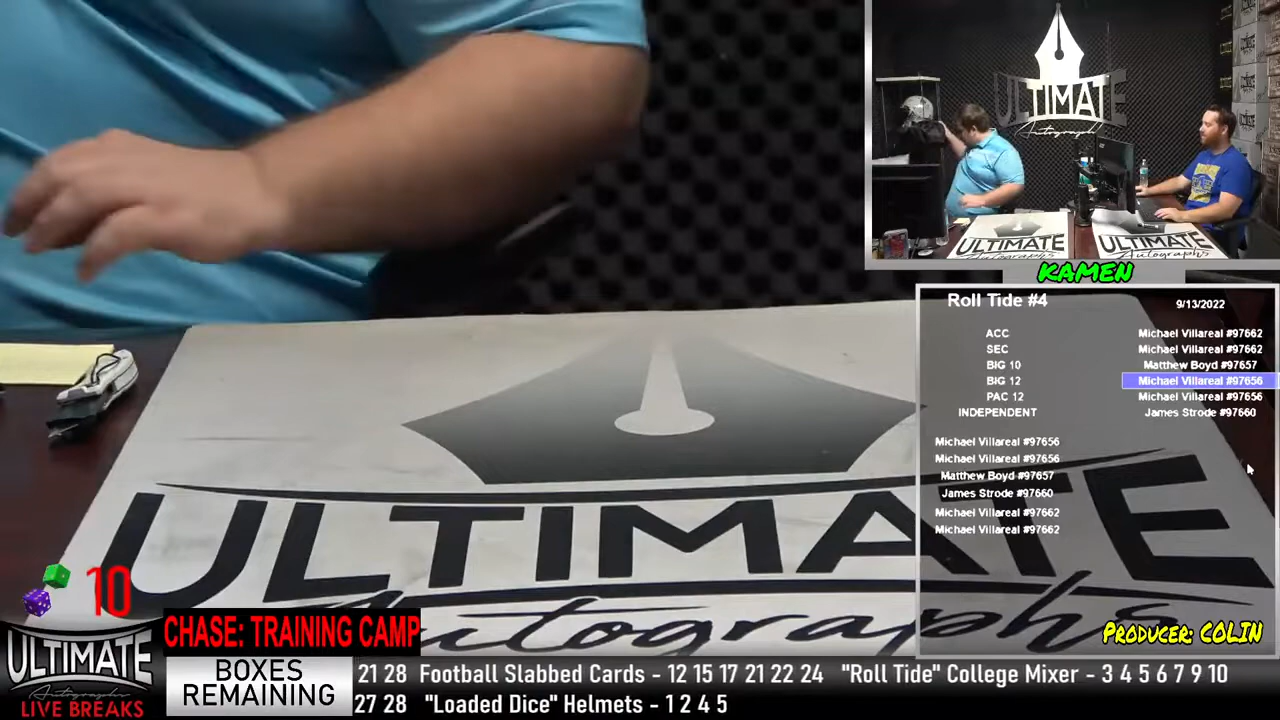 ULTIMATE
Autographs
ULTIMATE
Autographs
ULTIMATE
Autographs
KAMEN
Roll Tide #4
9/13/2022
ACC Michael Villareal #97662
SEC Michael Villareal #97662
BIG 10 Matthew Boyd #97657
BIG 12 Michael Villareal #97656
PAC 12 Michael Villareal #97656
INDEPENDENT James Strode #97660
Michael Villareal #97656
Michael Villareal #97656
Matthew Boyd #97657
James Strode #97660
Michael Villareal #97662
Michael Villareal #97662
ULTIMATE
Autographs
Producer: COLIN
10
CHASE: TRAINING CAMP
ULTIMATE
Autographs
LIVE BREAKS
BOXES
REMAINING
21 28 Football Slabbed Cards - 12 15 17 21 22 24 "Roll Tide" College Mixer - 3 4 5 6 7 9 10
27 28 "Loaded Dice" Helmets - 1 2 4 5